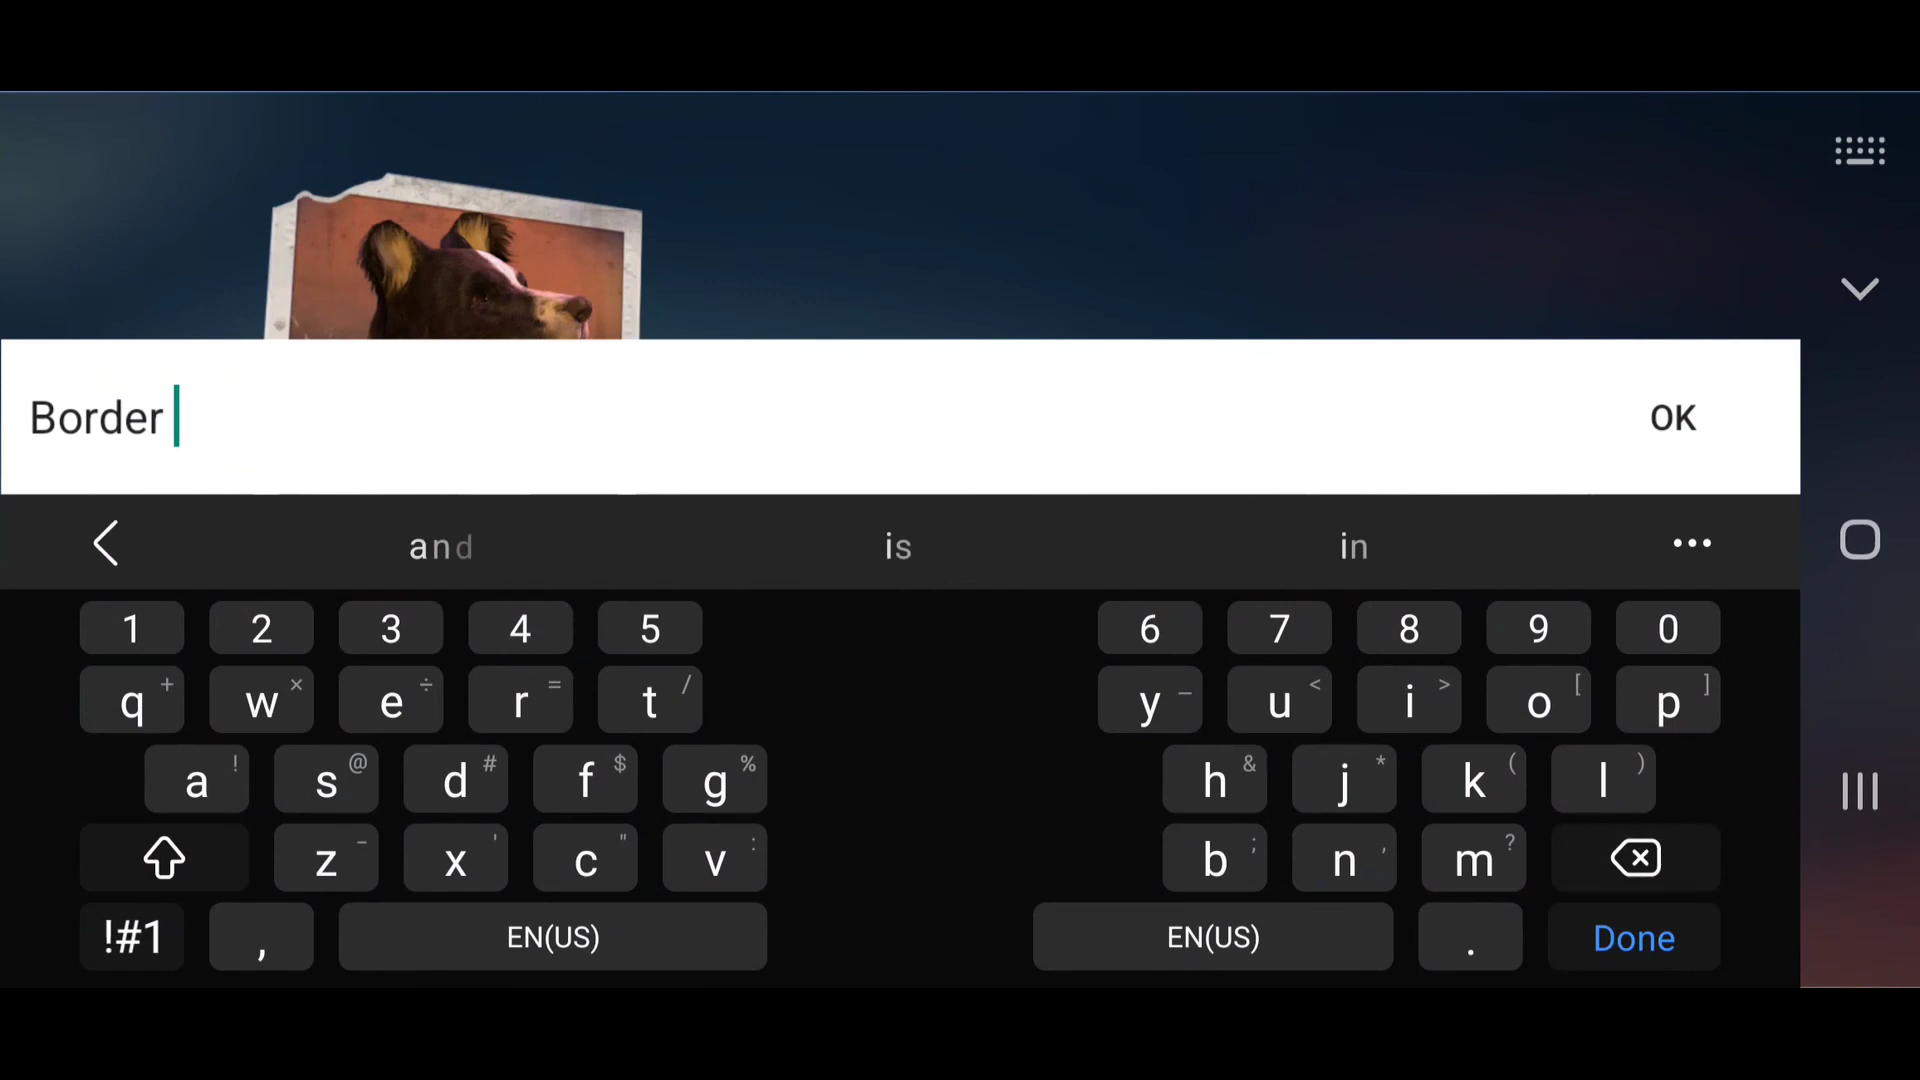 Border
OK
and is in •••
1 2 3 4 5 6 7 8 9 0
q + w × e ÷ r = t / y _ u < i > o [ p ]
a ! s @ d # f $ g % h & j * k ( l )
z - x ' c " v : b ; n , m ?
!#1 , EN(US) EN(US) . Done